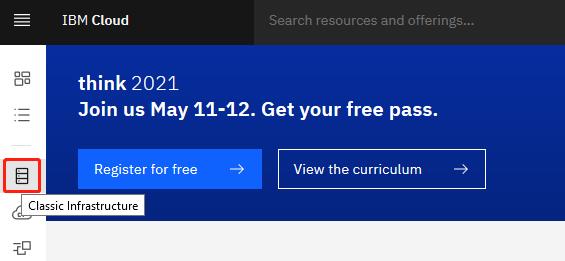 IBM Cloud
Search resources and offerings...
think 2021
Join us May 11-12. Get your free pass.
Register for free
View the curriculum
Classic Infrastructure